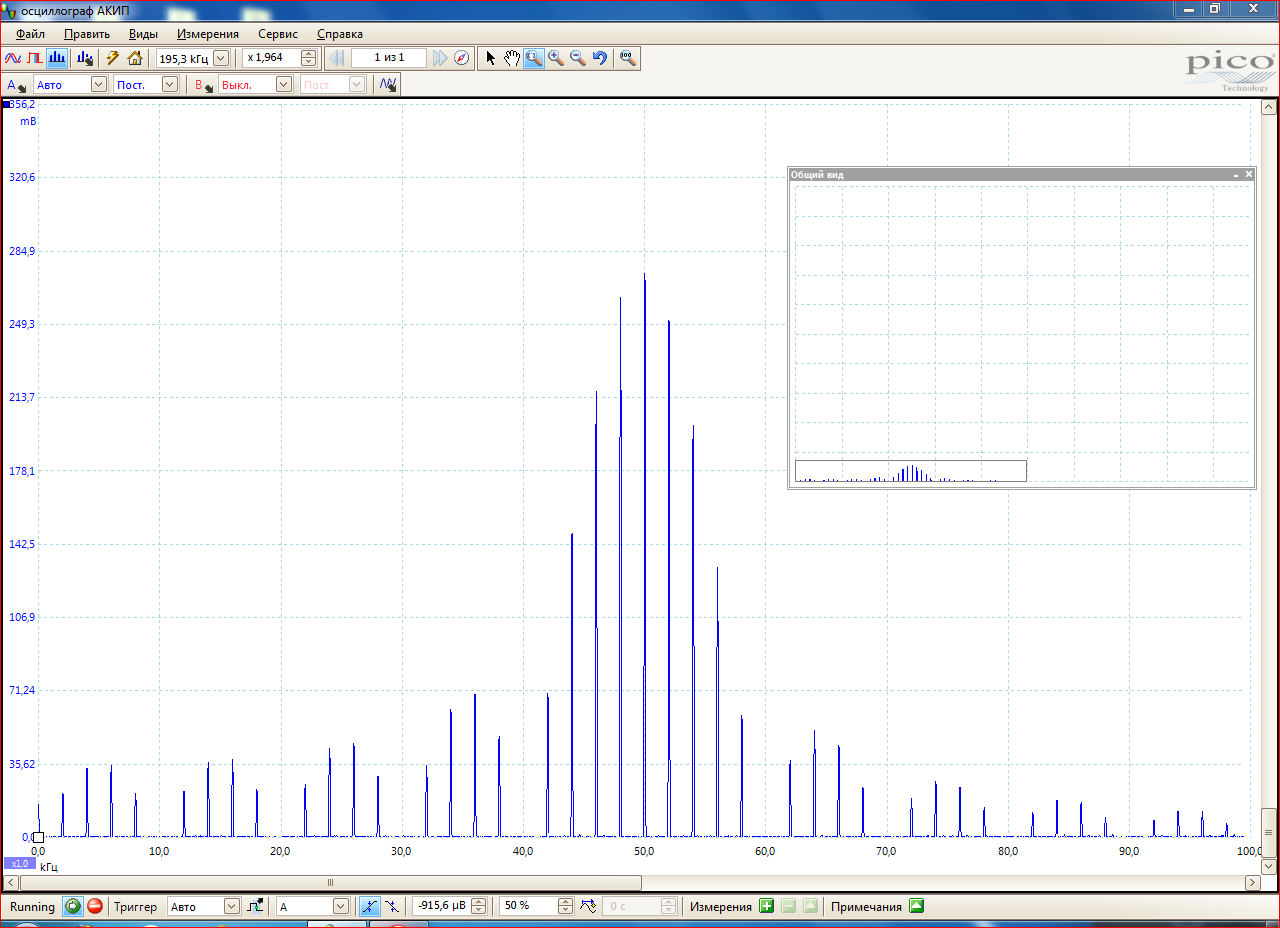 осциллограф АКИП
Файл Править Виды Измерения Сервис Справка
195,3 кГц x 1,964 1 из 1
pico
Technology
A Авто Пост. B Выкл. Пост.
356,2
mВ
320,6
Общий вид
284,9
249,3
213,7
178,1
142,5
106,9
71,24
35,62
0,0
0,0 10,0 20,0 30,0 40,0 50,0 60,0 70,0 80,0 90,0 100,0
x1,0 кГц
Running Триггер Авто A -915,6 µВ 50 % 0 с Измерения Примечания